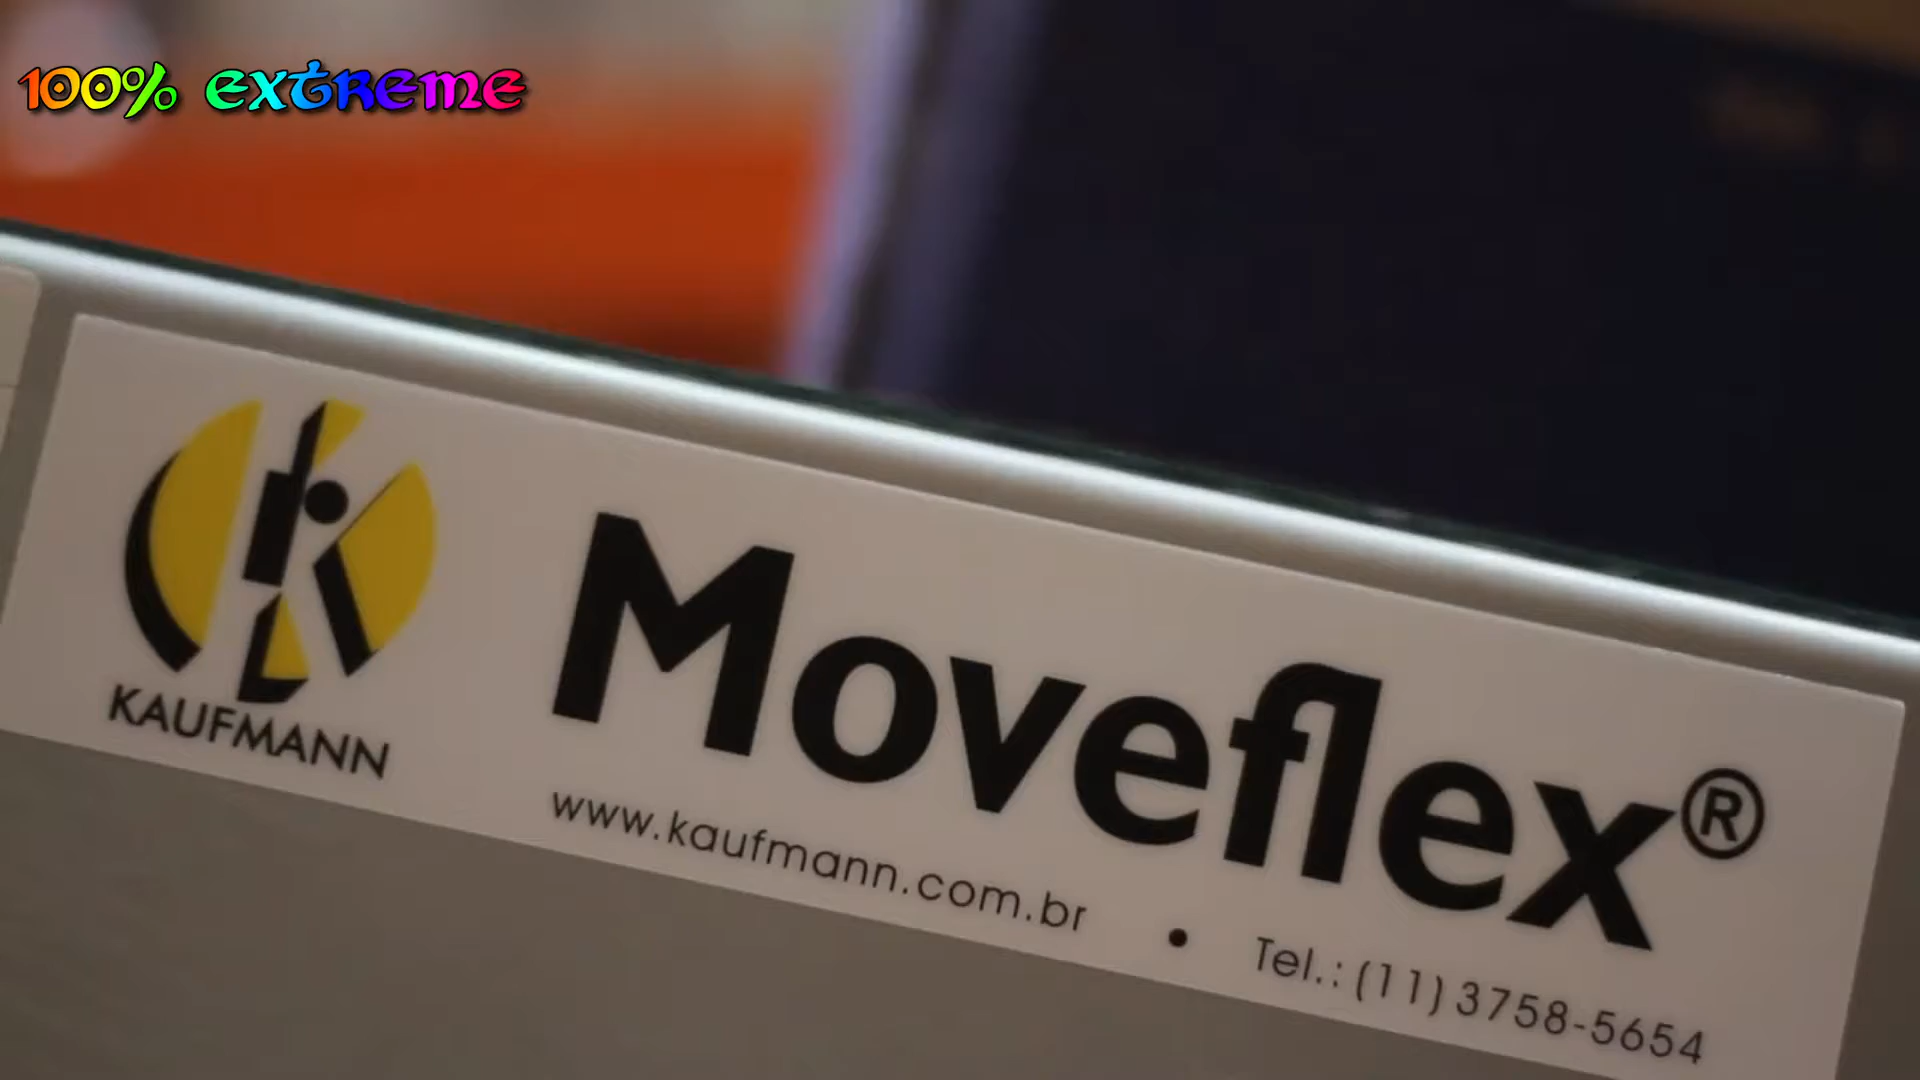 100% extreme
KAUFMANN
Moveflex®
www.kaufmann.com.br • Tel.: (11) 3758-5654